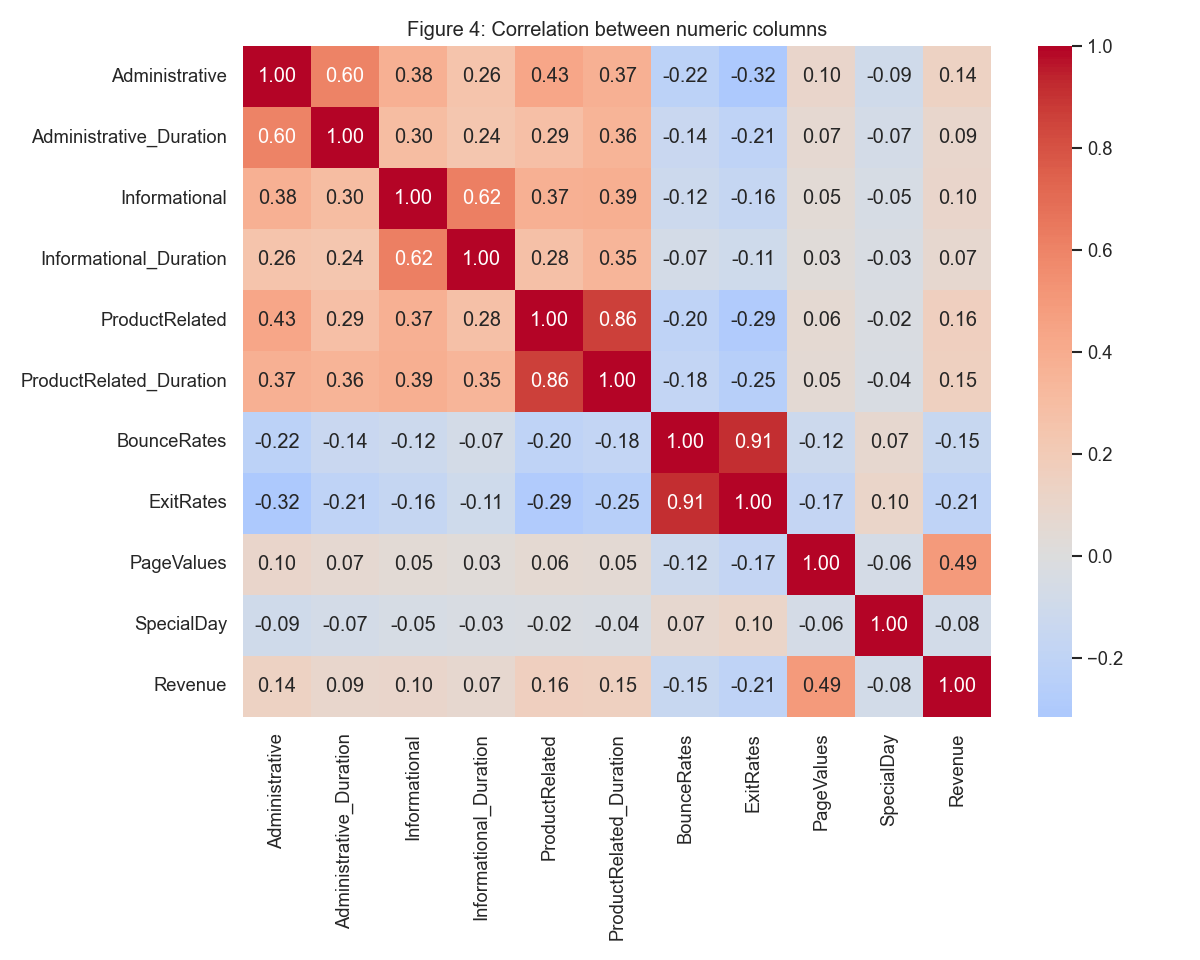 Figure 4: Correlation between numeric columns
Administrative 1.00 0.60 0.38 0.26 0.43 0.37 -0.22 -0.32 0.10 -0.09 0.14
Administrative_Duration 0.60 1.00 0.30 0.24 0.29 0.36 -0.14 -0.21 0.07 -0.07 0.09
Informational 0.38 0.30 1.00 0.62 0.37 0.39 -0.12 -0.16 0.05 -0.05 0.10
Informational_Duration 0.26 0.24 0.62 1.00 0.28 0.35 -0.07 -0.11 0.03 -0.03 0.07
ProductRelated 0.43 0.29 0.37 0.28 1.00 0.86 -0.20 -0.29 0.06 -0.02 0.16
ProductRelated_Duration 0.37 0.36 0.39 0.35 0.86 1.00 -0.18 -0.25 0.05 -0.04 0.15
BounceRates -0.22 -0.14 -0.12 -0.07 -0.20 -0.18 1.00 0.91 -0.12 0.07 -0.15
ExitRates -0.32 -0.21 -0.16 -0.11 -0.29 -0.25 0.91 1.00 -0.17 0.10 -0.21
PageValues 0.10 0.07 0.05 0.03 0.06 0.05 -0.12 -0.17 1.00 -0.06 0.49
SpecialDay -0.09 -0.07 -0.05 -0.03 -0.02 -0.04 0.07 0.10 -0.06 1.00 -0.08
Revenue 0.14 0.09 0.10 0.07 0.16 0.15 -0.15 -0.21 0.49 -0.08 1.00
Administrative
Administrative_Duration
Informational
Informational_Duration
ProductRelated
ProductRelated_Duration
BounceRates
ExitRates
PageValues
SpecialDay
Revenue
1.0
0.8
0.6
0.4
0.2
0.0
−0.2